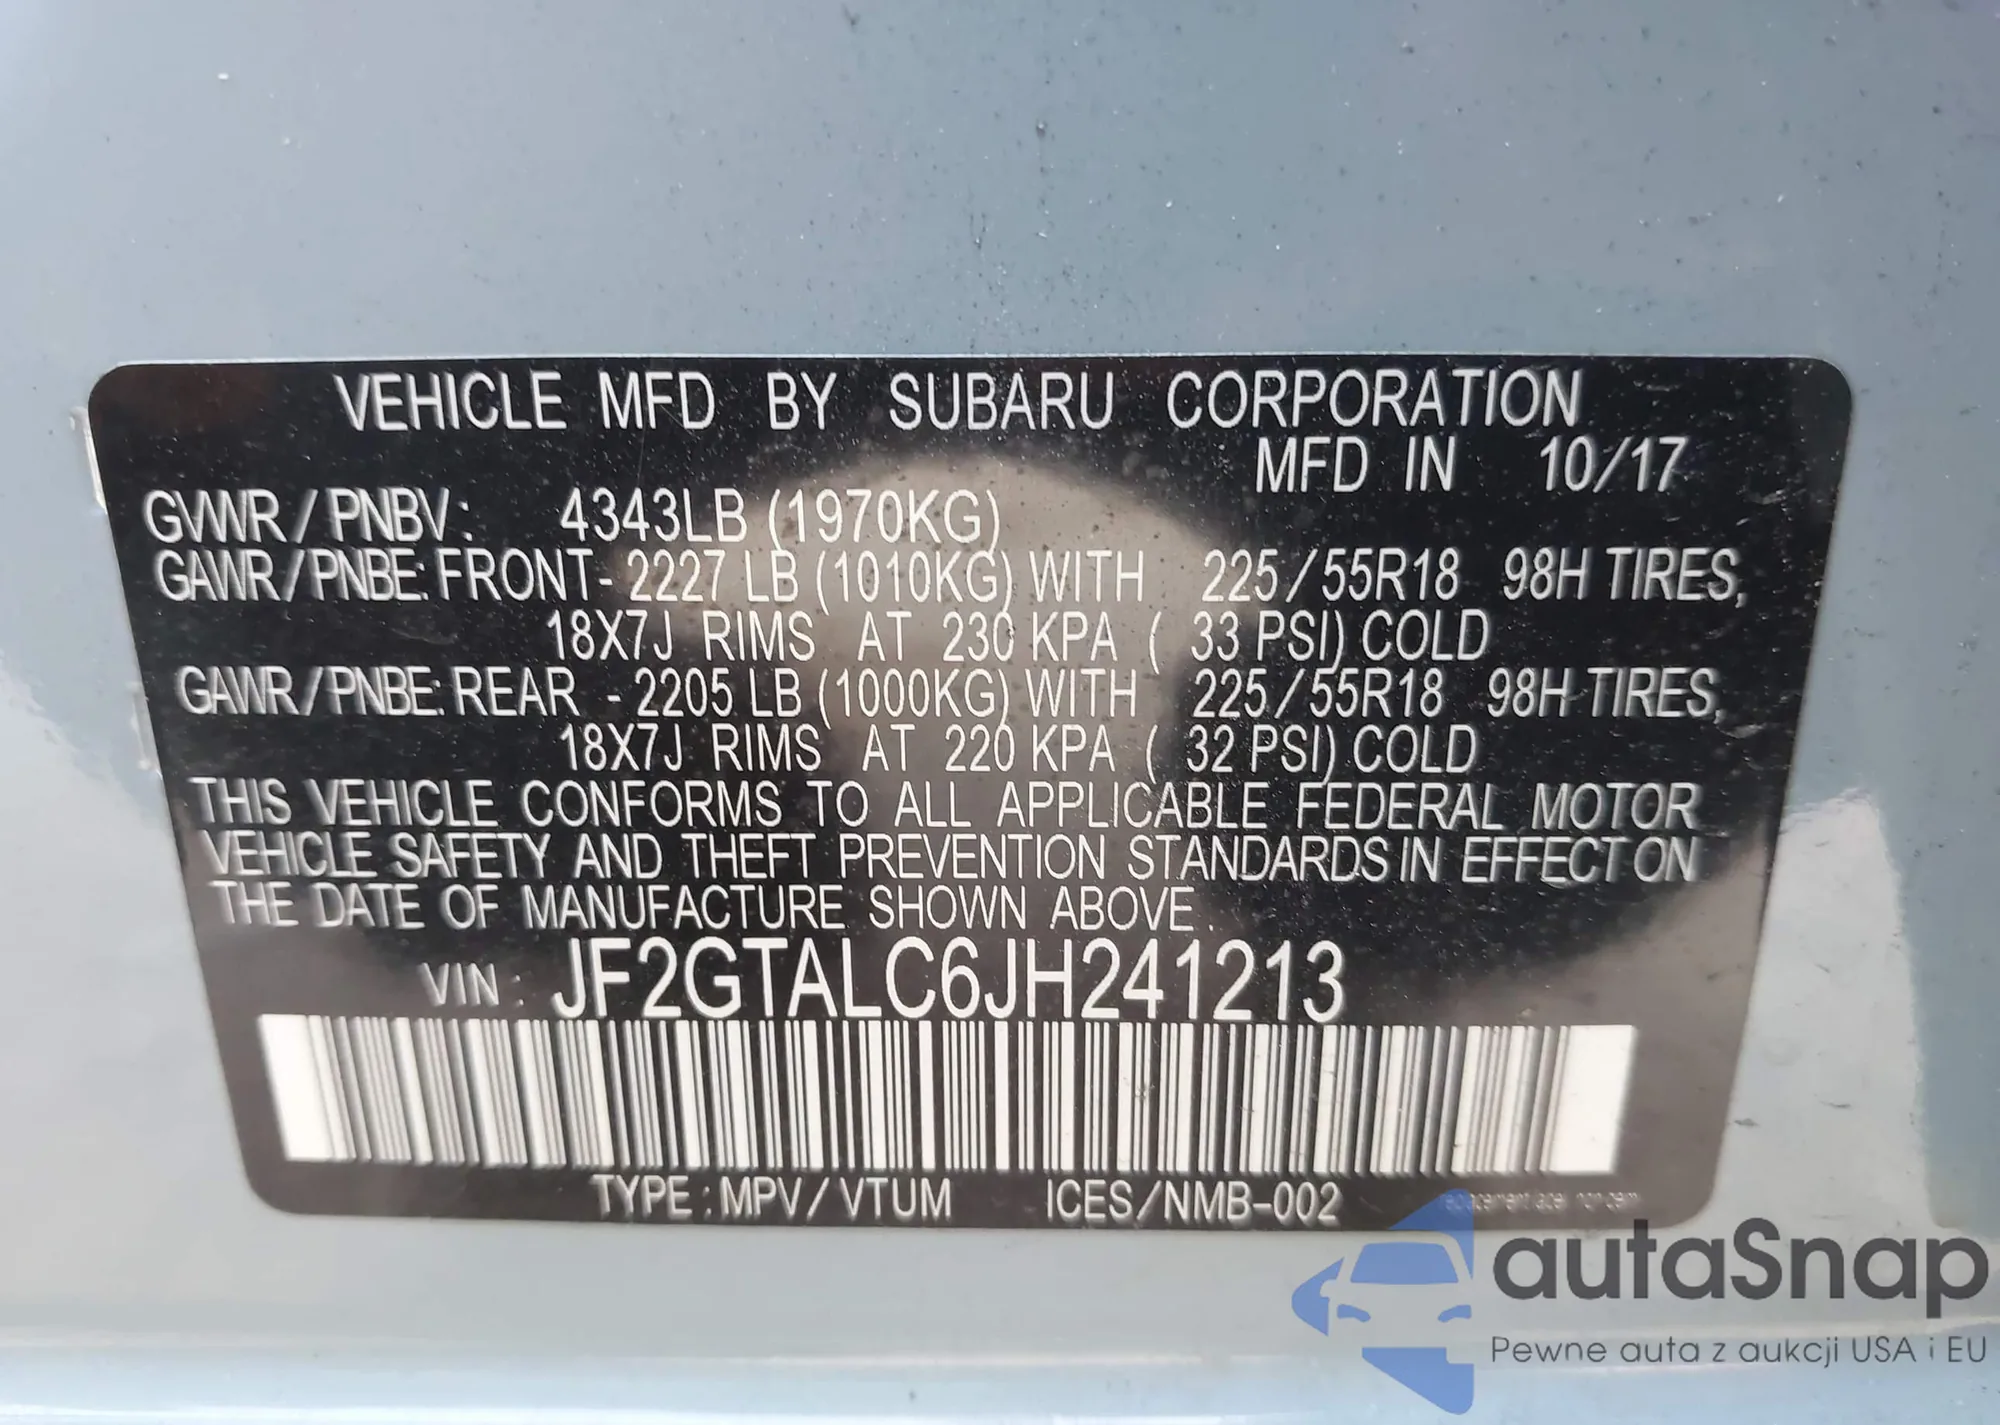 VEHICLE MFD BY SUBARU CORPORATION
MFD IN 10/17
GVWR/PNBV: 4343LB (1970KG)
GAWR/PNBE: FRONT- 2227 LB (1010KG) WITH 225/55R18 98H TIRES,
18X7J RIMS AT 230 KPA ( 33 PSI) COLD
GAWR/PNBE: REAR - 2205 LB (1000KG) WITH 225/55R18 98H TIRES,
18X7J RIMS AT 220 KPA ( 32 PSI) COLD
THIS VEHICLE CONFORMS TO ALL APPLICABLE FEDERAL MOTOR
VEHICLE SAFETY AND THEFT PREVENTION STANDARDS IN EFFECT ON
THE DATE OF MANUFACTURE SHOWN ABOVE.
VIN: JF2GTALC6JH241213
TYPE: MPV/VTUM ICES/NMB-002
autaSnap
Pewne auta z aukcji USA i EU